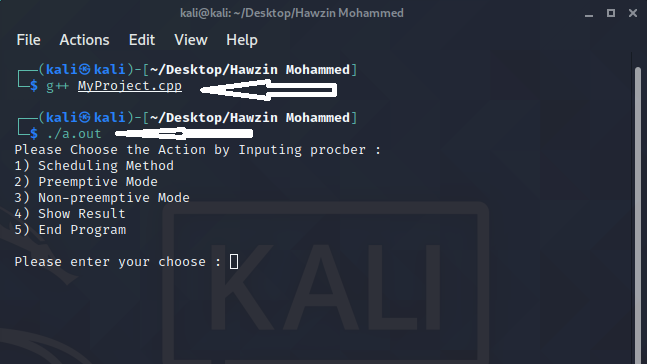 kali@kali: ~/Desktop/Hawzin Mohammed
File Actions Edit View Help
┌──(kali㉿kali)-[~/Desktop/Hawzin Mohammed]
└─$ g++ MyProject.cpp
┌──(kali㉿kali)-[~/Desktop/Hawzin Mohammed]
└─$ ./a.out
Please Choose the Action by Inputing procber :
1) Scheduling Method
2) Preemptive Mode
3) Non-preemptive Mode
4) Show Result
5) End Program
Please enter your choose :
KALI